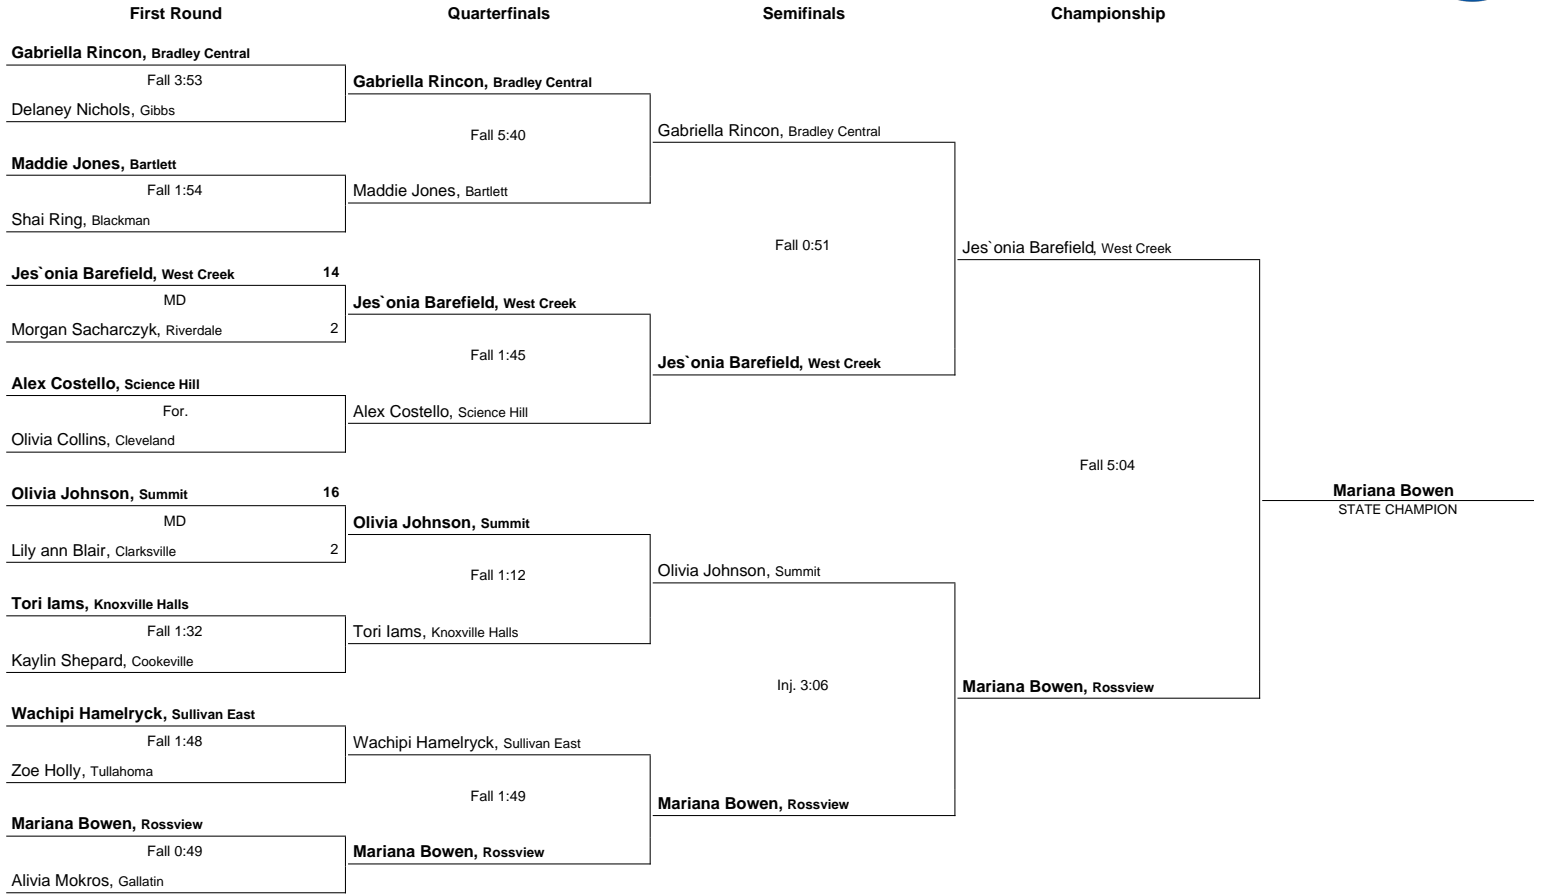 First Round Quarterfinals Semifinals Championship
Gabriella Rincon, Bradley Central
Fall 3:53
Delaney Nichols, Gibbs
Maddie Jones, Bartlett
Fall 1:54
Shai Ring, Blackman
Jes`onia Barefield, West Creek 14
MD
Morgan Sacharczyk, Riverdale 2
Alex Costello, Science Hill
For.
Olivia Collins, Cleveland
Olivia Johnson, Summit 16
MD
Lily ann Blair, Clarksville 2
Tori Iams, Knoxville Halls
Fall 1:32
Kaylin Shepard, Cookeville
Wachipi Hamelryck, Sullivan East
Fall 1:48
Zoe Holly, Tullahoma
Mariana Bowen, Rossview
Fall 0:49
Alivia Mokros, Gallatin
Gabriella Rincon, Bradley Central
Fall 5:40
Maddie Jones, Bartlett
Jes`onia Barefield, West Creek
Fall 1:45
Alex Costello, Science Hill
Olivia Johnson, Summit
Fall 1:12
Tori Iams, Knoxville Halls
Wachipi Hamelryck, Sullivan East
Fall 1:49
Mariana Bowen, Rossview
Gabriella Rincon, Bradley Central
Fall 0:51
Jes`onia Barefield, West Creek
Olivia Johnson, Summit
Inj. 3:06
Mariana Bowen, Rossview
Jes`onia Barefield, West Creek
Fall 5:04
Mariana Bowen, Rossview
Mariana Bowen
STATE CHAMPION